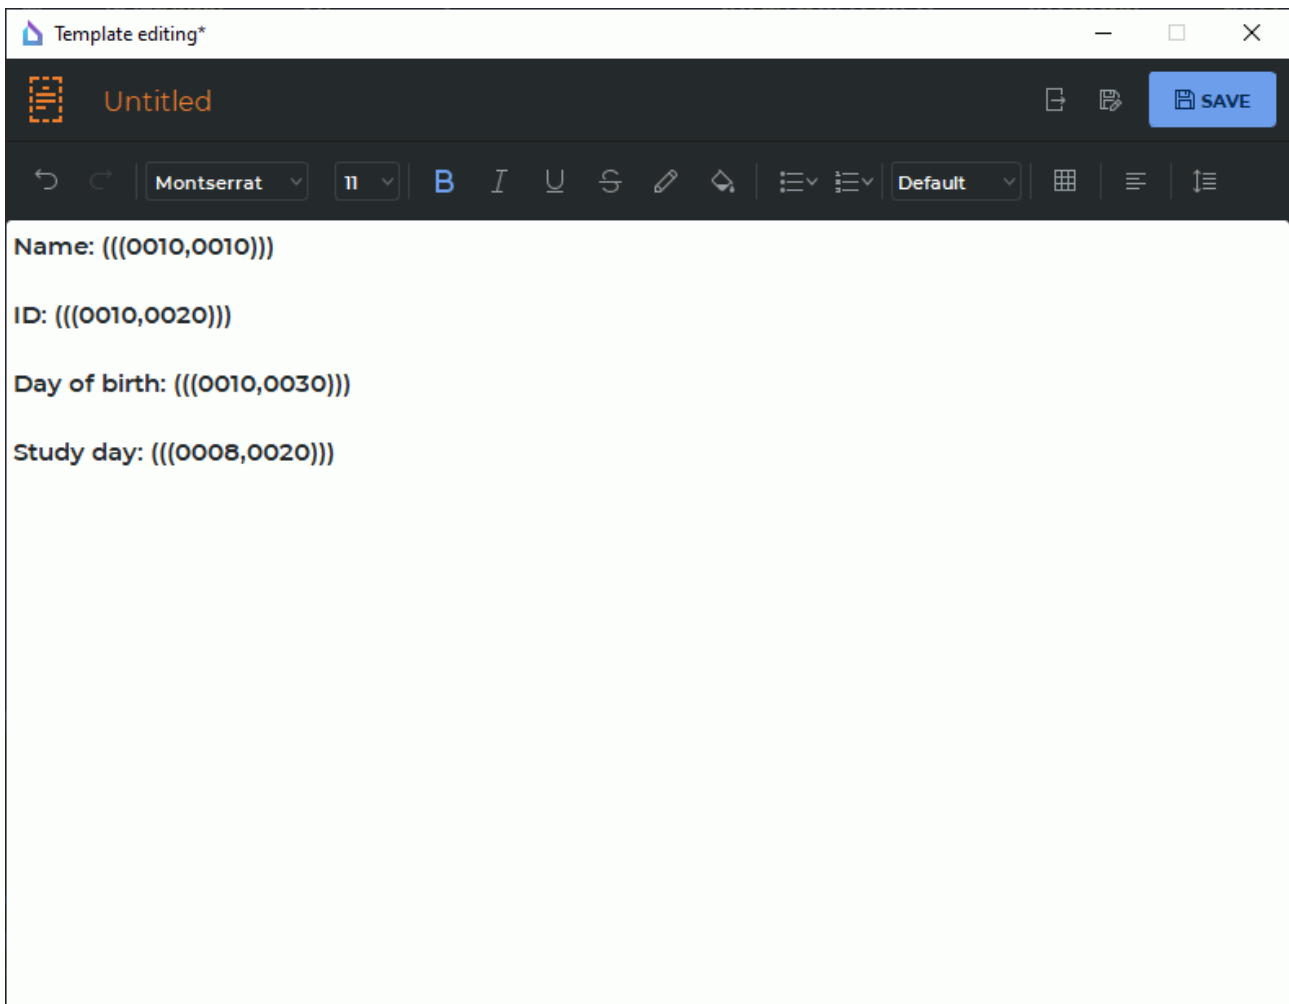 Template editing*
Untitled
SAVE
Montserrat 11 B I U S Default
Name: (((0010,0010)))
ID: (((0010,0020)))
Day of birth: (((0010,0030)))
Study day: (((0008,0020)))